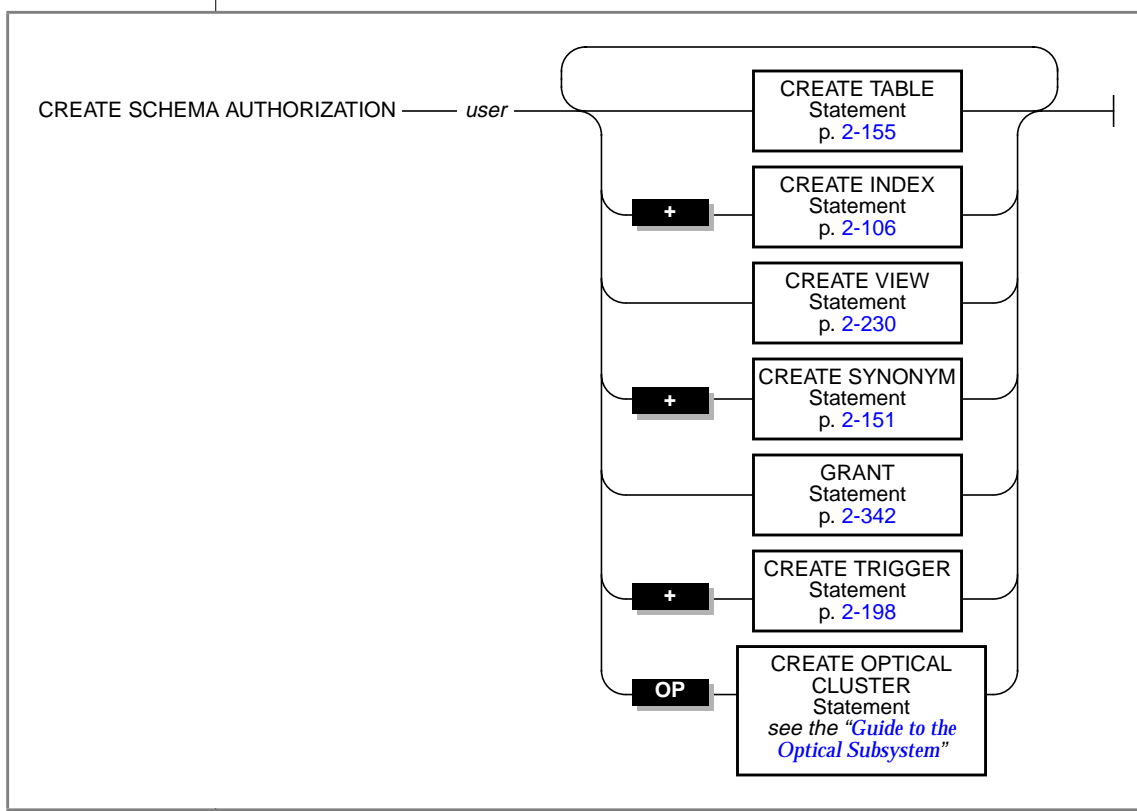 CREATE SCHEMA AUTHORIZATION user
CREATE TABLE
Statement
p. 2-155
+
CREATE INDEX
Statement
p. 2-106
CREATE VIEW
Statement
p. 2-230
+
CREATE SYNONYM
Statement
p. 2-151
GRANT
Statement
p. 2-342
+
CREATE TRIGGER
Statement
p. 2-198
OP
CREATE OPTICAL
CLUSTER
Statement
see the “Guide to the
Optical Subsystem”